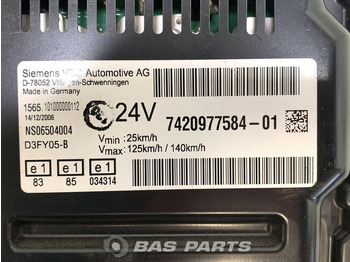 Siemens VDO Automotive AG
D-78052 Villingen-Schwenningen
Made in Germany
1565.10100000112
14/12/2006
NS06504004
D3FY05-B
24V
7420977584-01
Vmin :25km/h
Vmax: 125km/h / 140km/h
e1 e1 e1
83 85 034314
BAS PARTS